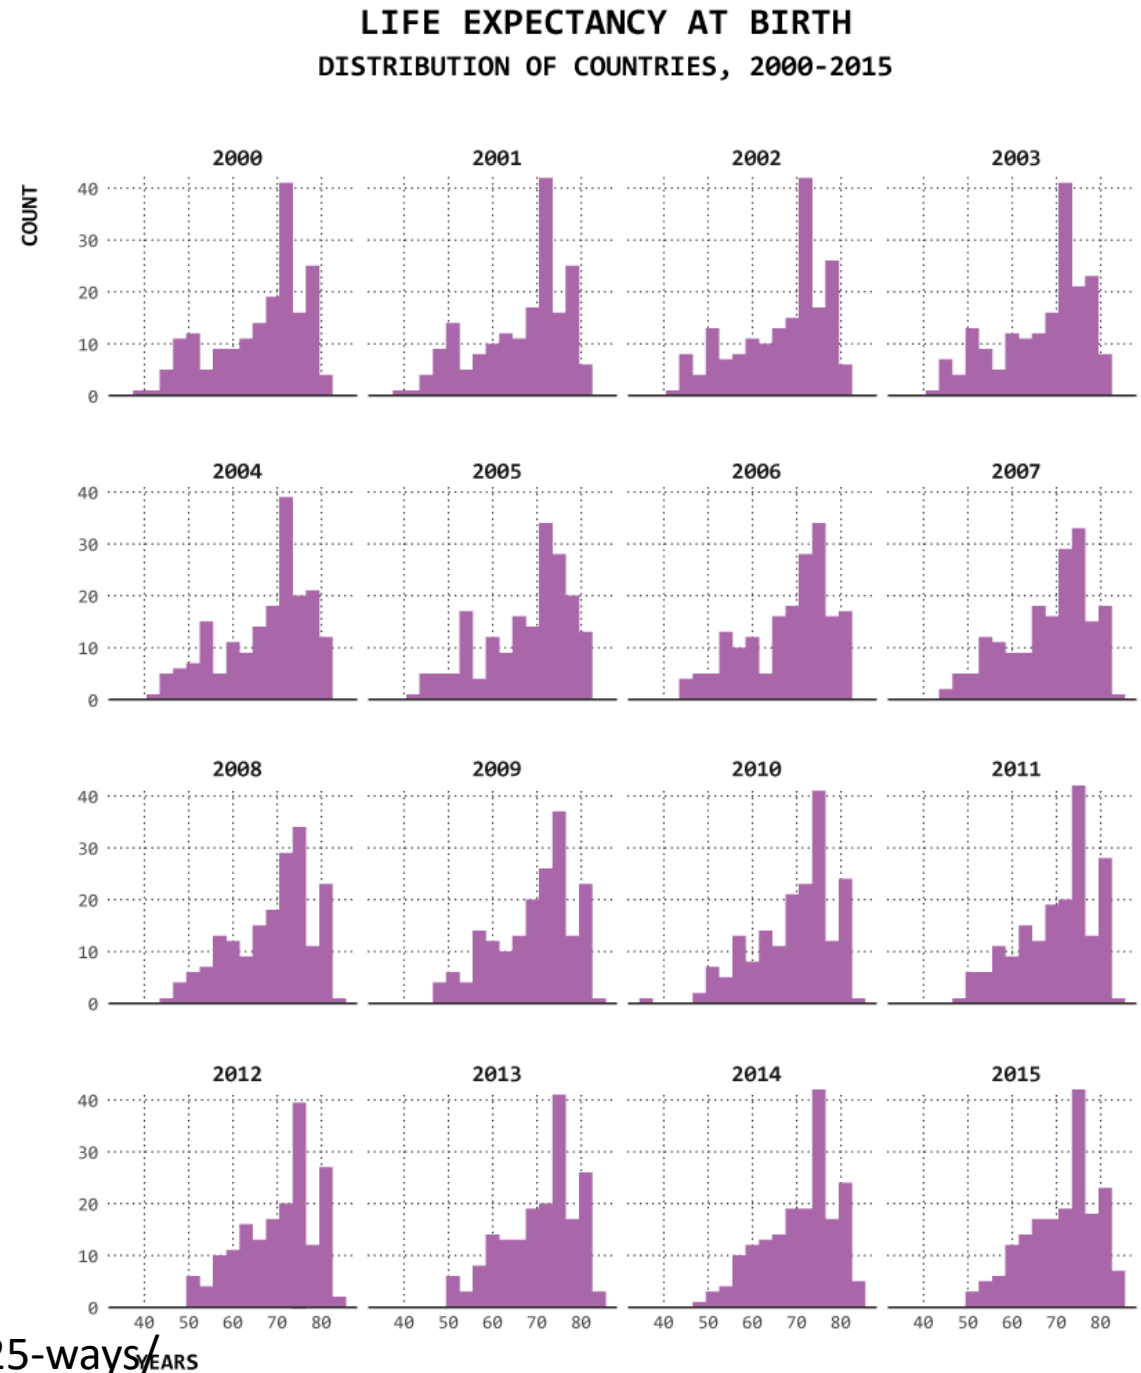 LIFE EXPECTANCY AT BIRTH
DISTRIBUTION OF COUNTRIES, 2000-2015
2000 2001 2002 2003
COUNT
40
30
20
10
0
2004 2005 2006 2007
40
30
20
10
0
2008 2009 2010 2011
40
30
20
10
0
2012 2013 2014 2015
40
30
20
10
0
40 50 60 70 80 40 50 60 70 80 40 50 60 70 80 40 50 60 70 80
25-ways/
YEARS